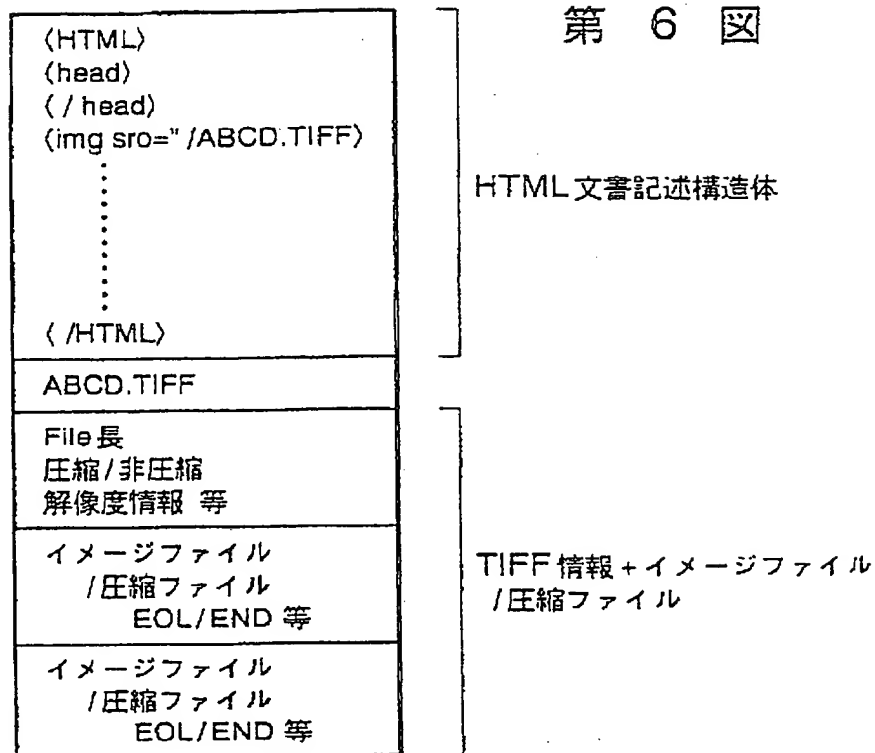 第 6 図
〈HTML〉
〈head〉
〈 / head〉
〈img sro=" /ABCD.TIFF〉
〈 /HTML〉
HTML文書記述構造体
ABCD.TIFF
File長
圧縮/非圧縮
解像度情報 等
イメージファイル
/圧縮ファイル
EOL/END 等
イメージファイル
/圧縮ファイル
EOL/END 等
TIFF情報+イメージファイル
/圧縮ファイル